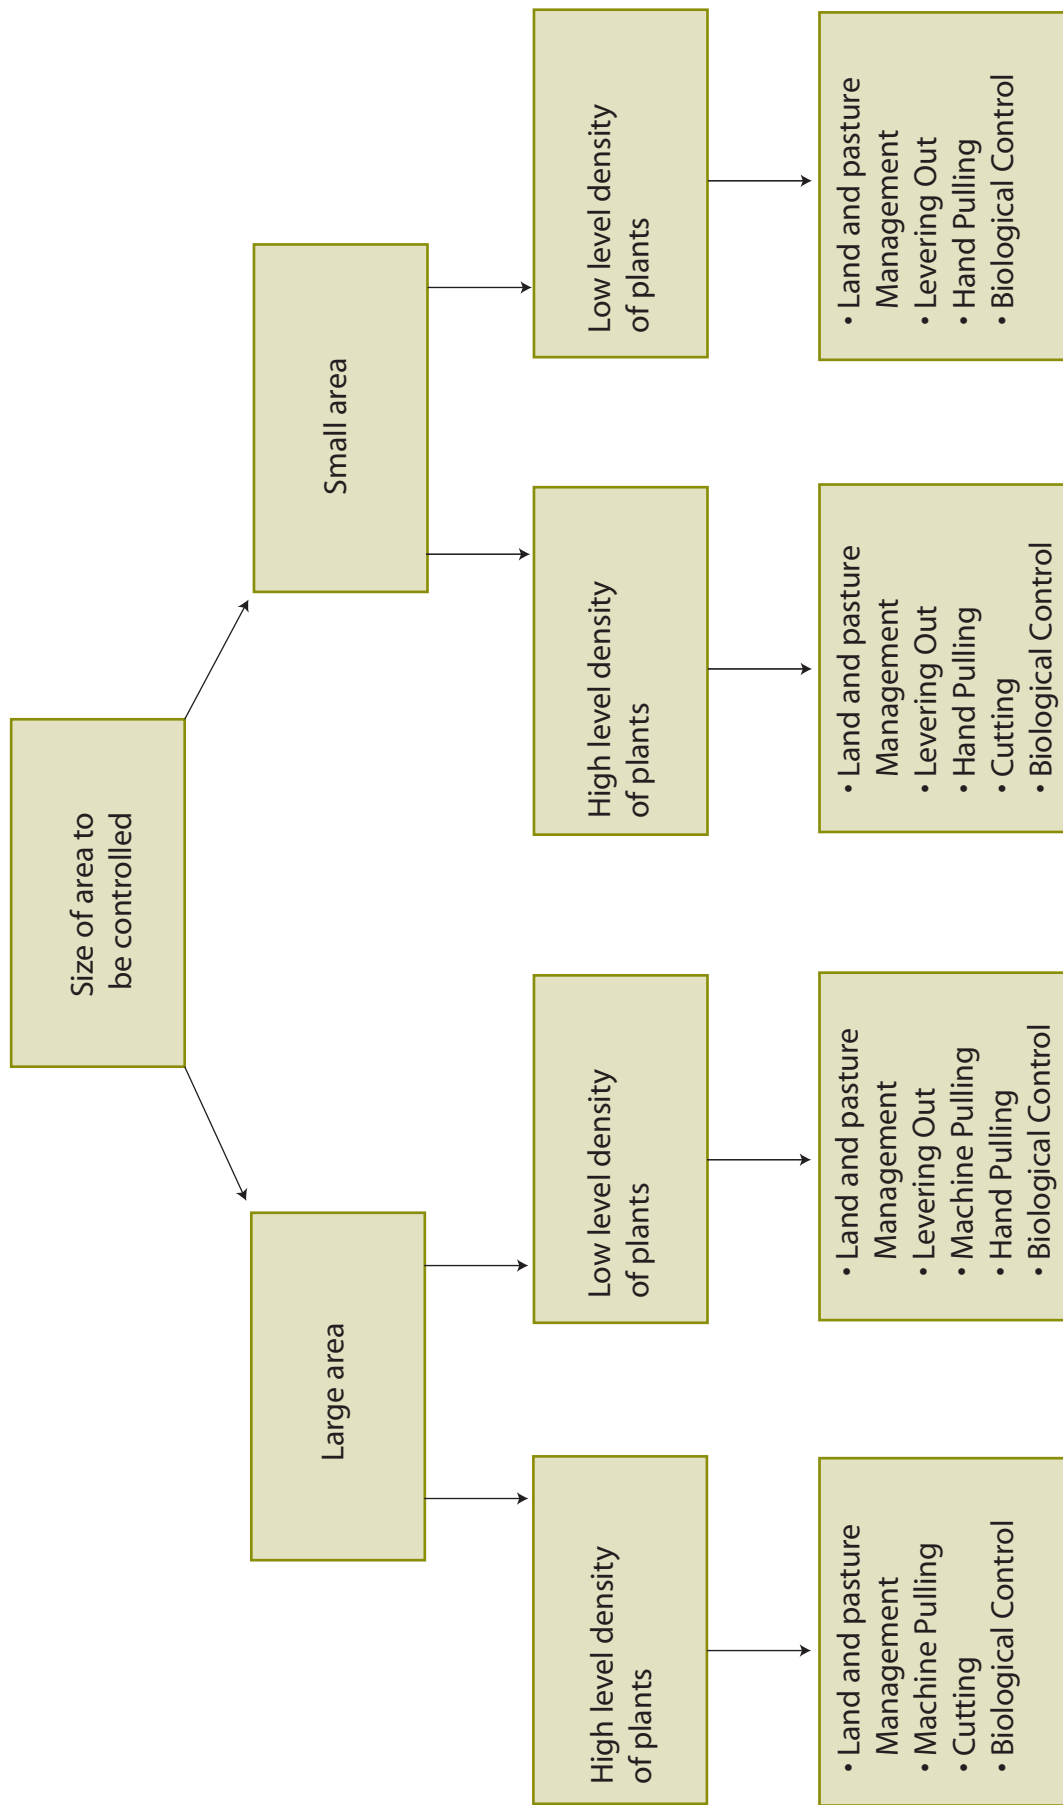 Size of area to
be controlled
Large area
Small area
High level density
of plants
Low level density
of plants
High level density
of plants
Low level density
of plants
• Land and pasture
Management
• Machine Pulling
• Cutting
• Biological Control
• Land and pasture
Management
• Levering Out
• Machine Pulling
• Hand Pulling
• Biological Control
• Land and pasture
Management
• Levering Out
• Hand Pulling
• Cutting
• Biological Control
• Land and pasture
Management
• Levering Out
• Hand Pulling
• Biological Control